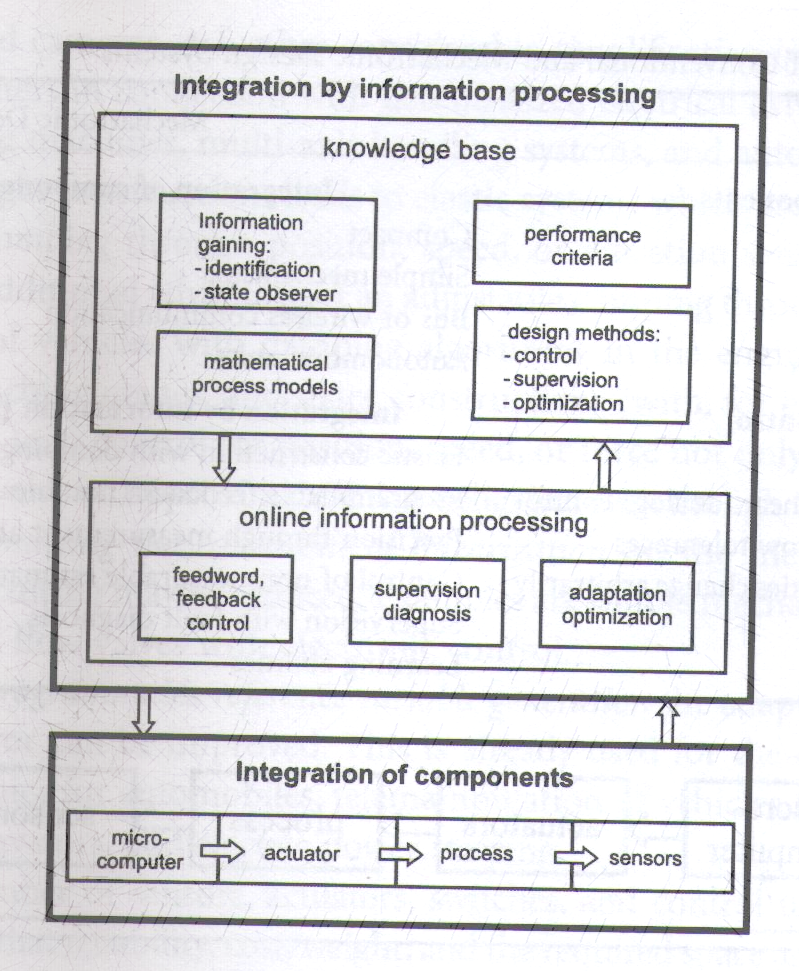 Integration by information processing
knowledge base
Information
gaining:
- identification
- state observer
performance
criteria
mathematical
process models
design methods:
- control
- supervision
- optimization
online information processing
feedword,
feedback
control
supervision
diagnosis
adaptation
optimization
Integration of components
micro-
computer
actuator
process
sensors